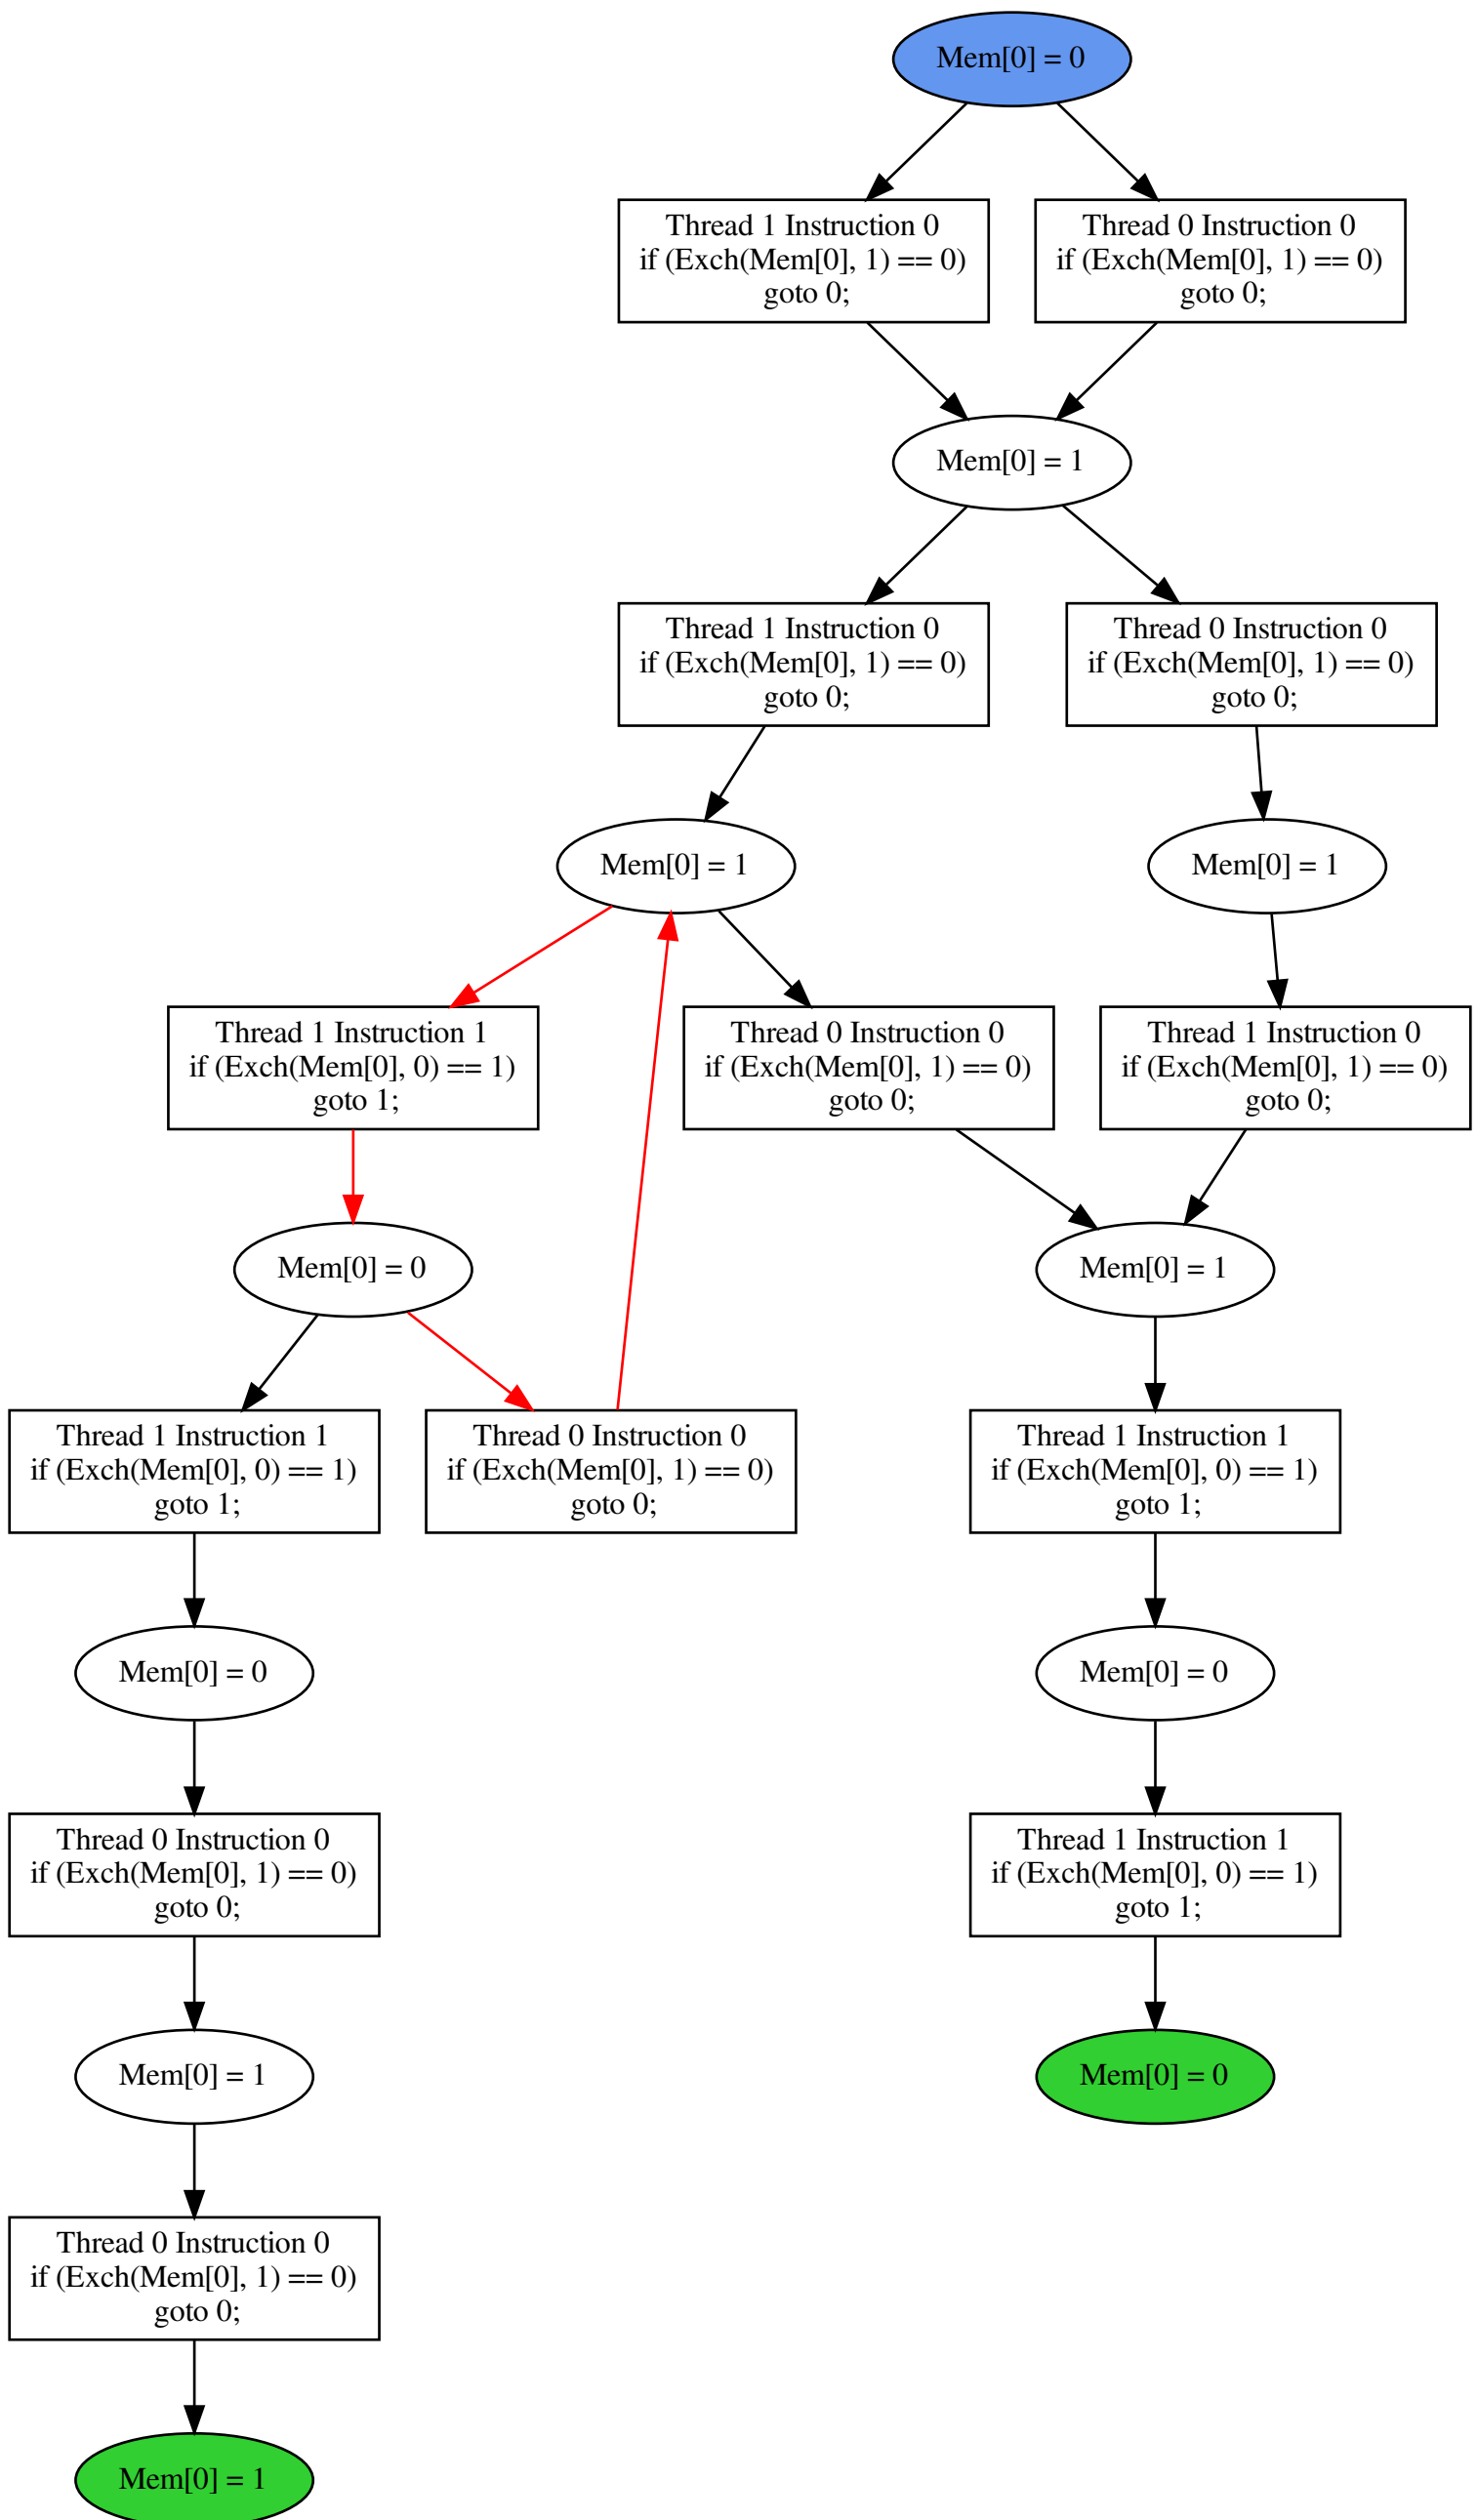 Mem[0] = 0
Thread 1 Instruction 0
if (Exch(Mem[0], 1) == 0)
goto 0;
Thread 0 Instruction 0
if (Exch(Mem[0], 1) == 0)
goto 0;
Mem[0] = 1
Thread 1 Instruction 0
if (Exch(Mem[0], 1) == 0)
goto 0;
Thread 0 Instruction 0
if (Exch(Mem[0], 1) == 0)
goto 0;
Mem[0] = 1
Mem[0] = 1
Thread 1 Instruction 1
if (Exch(Mem[0], 0) == 1)
goto 1;
Thread 0 Instruction 0
if (Exch(Mem[0], 1) == 0)
goto 0;
Thread 1 Instruction 0
if (Exch(Mem[0], 1) == 0)
goto 0;
Mem[0] = 0
Mem[0] = 1
Thread 1 Instruction 1
if (Exch(Mem[0], 0) == 1)
goto 1;
Thread 0 Instruction 0
if (Exch(Mem[0], 1) == 0)
goto 0;
Thread 1 Instruction 1
if (Exch(Mem[0], 0) == 1)
goto 1;
Mem[0] = 0
Mem[0] = 0
Thread 0 Instruction 0
if (Exch(Mem[0], 1) == 0)
goto 0;
Thread 1 Instruction 1
if (Exch(Mem[0], 0) == 1)
goto 1;
Mem[0] = 1
Mem[0] = 0
Thread 0 Instruction 0
if (Exch(Mem[0], 1) == 0)
goto 0;
Mem[0] = 1